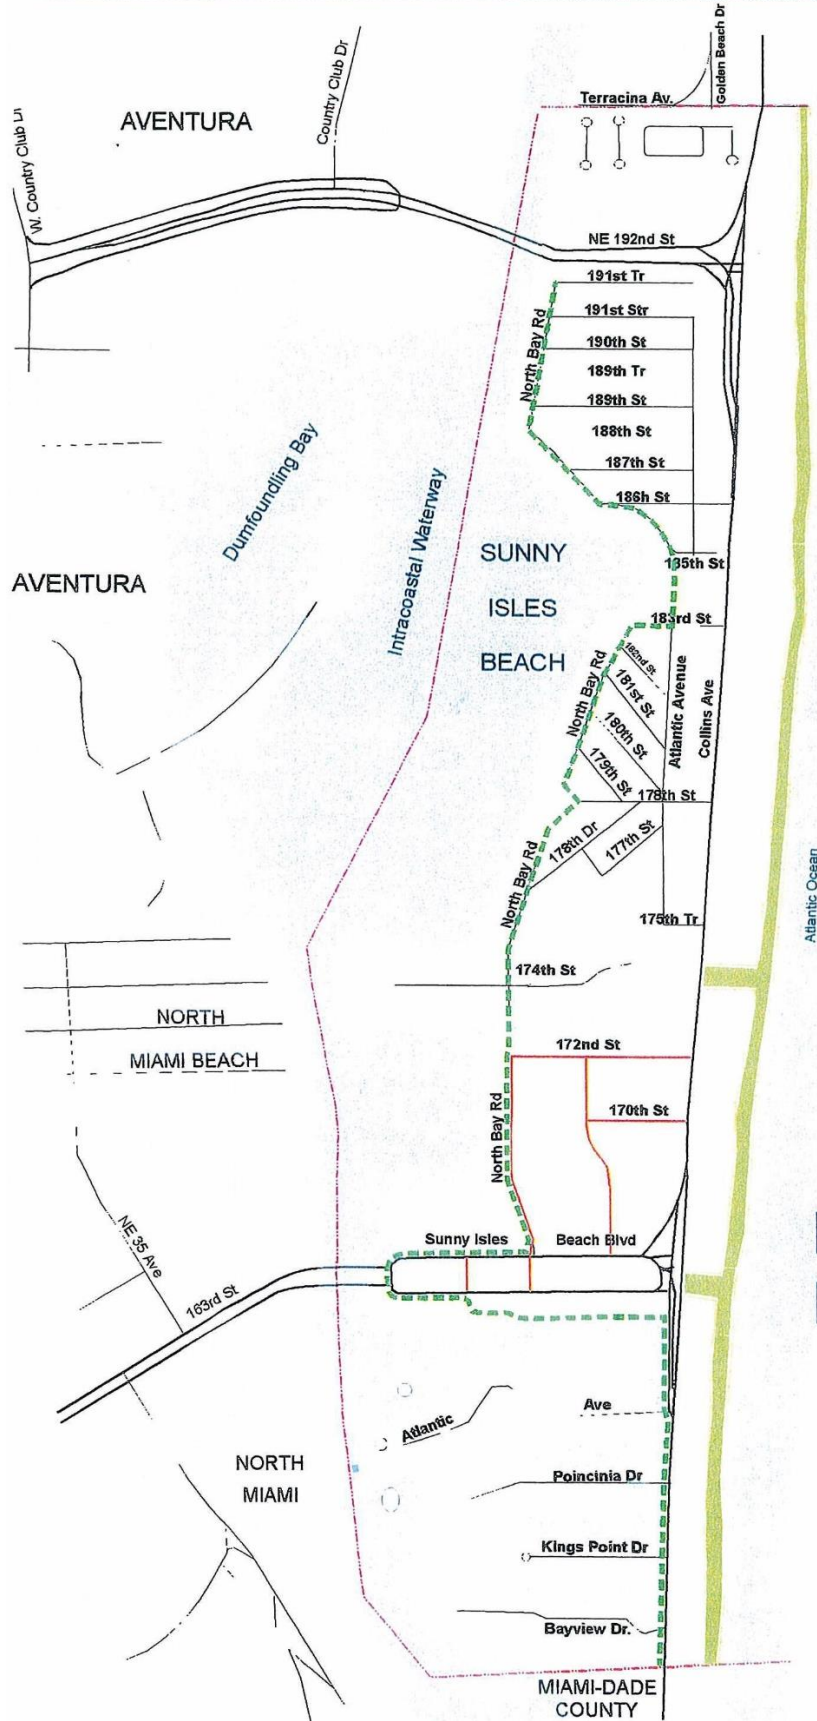 Golden Beach Dr
Terracina Av.
Country Club Dr
AVENTURA
W. Country Club
NE 192nd St
191st Tr
191st Str
North Bay Rd
190th St
189th Tr
189th St
188th St
187th St
186h St
Dumfoundling Bay
Intracoastal Waterway
SUNNY
ISLES
BEACH
185th St
AVENTURA
183rd St
182nd St
North Bay Rd
181st St
180th St
179th St
Atlantic Avenue
Collins Ave
178th St
178th Dr
177th St
North Bay Rd
175th Tr
Atlantic Ocean
174th St
NORTH
MIAMI BEACH
172nd St
170th St
North Bay Rd
NE 35 Ave
Sunny Isles Beach Blvd
163rd St
Atlantic Ave
NORTH
MIAMI
Poincinia Dr
Kings Point Dr
Bayview Dr.
MIAMI-DADE
COUNTY